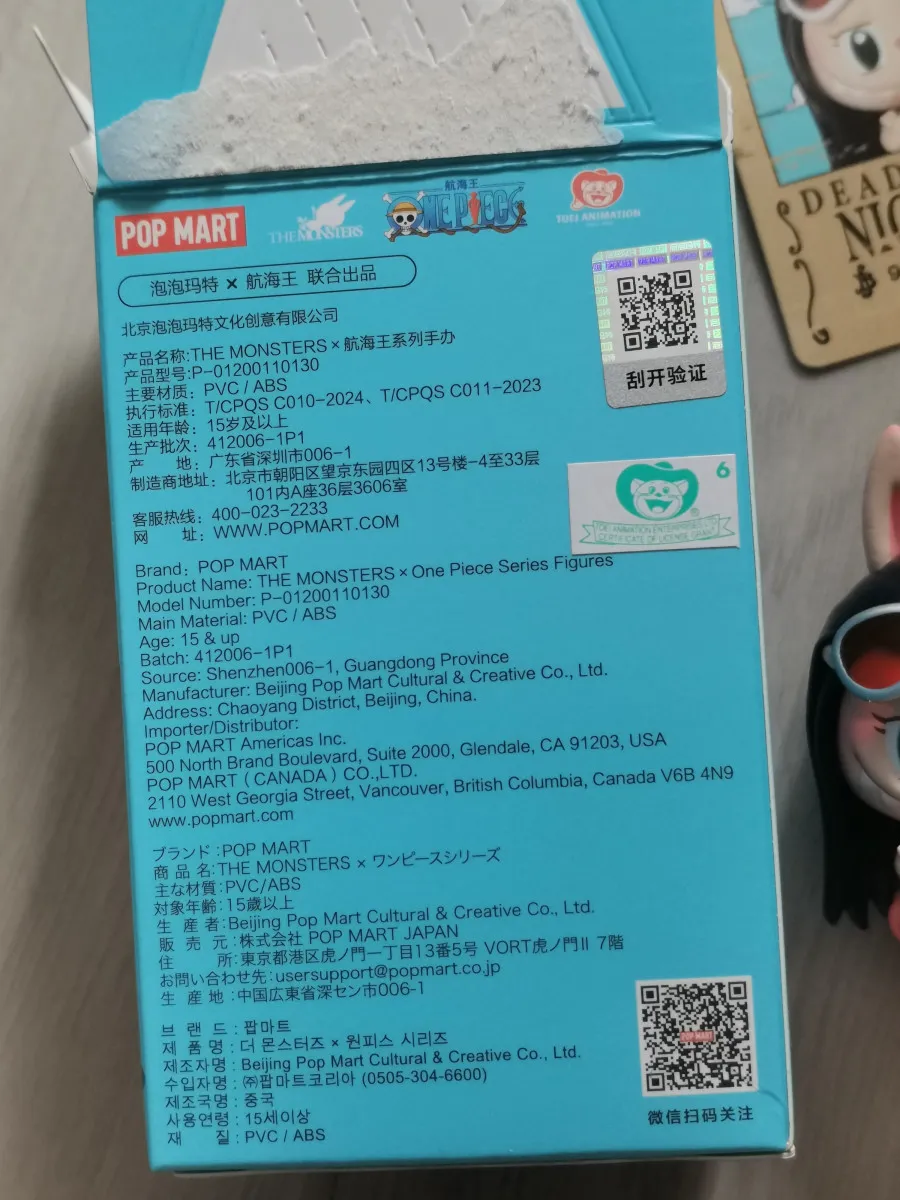 POP MART
THE MONSTERS
航海王
ONE PIECE
TOEI ANIMATION
泡泡玛特 × 航海王 联合出品
北京泡泡玛特文化创意有限公司
产品名称:THE MONSTERS×航海王系列手办
产品型号:P-01200110130
主要材质: PVC / ABS
执行标准: T/CPQS C010-2024、T/CPQS C011-2023
适用年龄: 15岁及以上
生产批次: 412006-1P1
产 地: 广东省深圳市006-1
制造商地址: 北京市朝阳区望京东园四区13号楼-4至33层
101内A座36层3606室
客服热线: 400-023-2233
网 址: WWW.POPMART.COM
刮开验证
6
TOEI ANIMATION ENTERPRISES LTD
CERTIFICATE OF LICENSE GRANT
Brand: POP MART
Product Name: THE MONSTERS×One Piece Series Figures
Model Number: P-01200110130
Main Material: PVC / ABS
Age: 15 & up
Batch: 412006-1P1
Source: Shenzhen006-1, Guangdong Province
Manufacturer: Beijing Pop Mart Cultural & Creative Co., Ltd.
Address: Chaoyang District, Beijing, China.
Importer/Distributor:
POP MART Americas Inc.
500 North Brand Boulevard, Suite 2000, Glendale, CA 91203, USA
POP MART（CANADA）CO.,LTD.
2110 West Georgia Street, Vancouver, British Columbia, Canada V6B 4N9
www.popmart.com
ブランド:POP MART
商 品 名:THE MONSTERS × ワンピースシリーズ
主な材質:PVC/ABS
対象年齢:15歳以上
生 産 者:Beijing Pop Mart Cultural & Creative Co., Ltd.
販 売 元:株式会社 POP MART JAPAN
住 所:東京都港区虎ノ門一丁目13番5号 VORT虎ノ門Ⅱ 7階
お問い合わせ先:usersupport@popmart.co.jp
生 産 地:中国広東省深セン市006-1
브 랜 드 : 팝마트
제 품 명 : 더 몬스터즈 × 원피스 시리즈
제조자명 : Beijing Pop Mart Cultural & Creative Co., Ltd.
수입자명 : ㈜팝마트코리아 (0505-304-6600)
제조국명 : 중국
사용연령 : 15세이상
재 질 : PVC / ABS
POP MART
微信扫码关注
DEAD
NIC